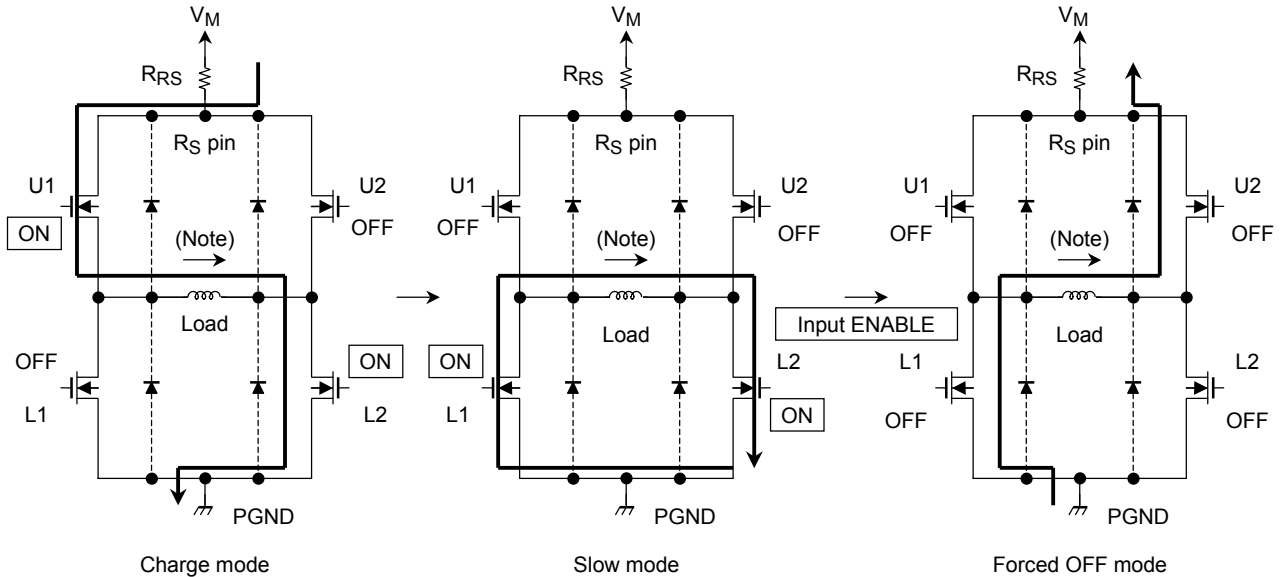 VM
RRS
RS pin
U1
ON
U2
OFF
(Note)
Load
OFF
L1
ON
L2
PGND
Charge mode
VM
RRS
RS pin
U1
OFF
U2
OFF
(Note)
Load
ON
L1
L2
ON
PGND
Slow mode
Input ENABLE
VM
RRS
RS pin
U1
OFF
U2
OFF
(Note)
Load
L1
OFF
L2
OFF
PGND
Forced OFF mode